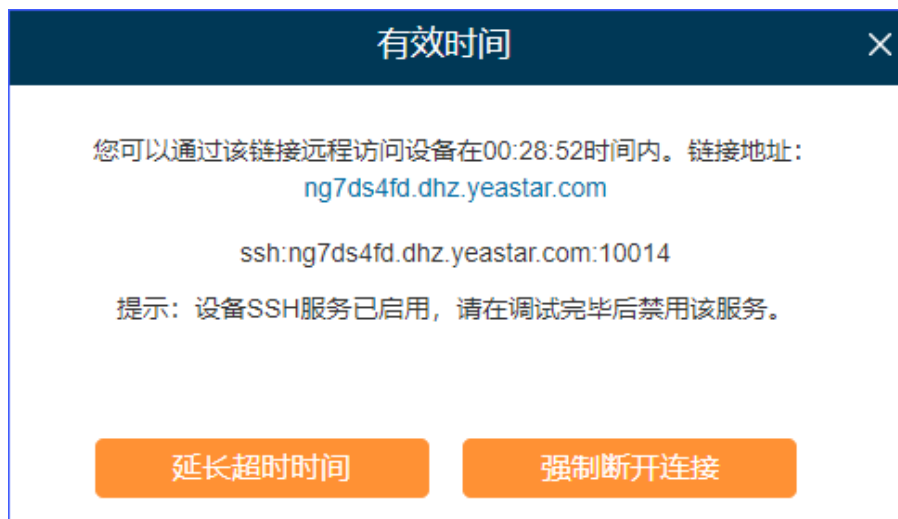 有效时间
您可以通过该链接远程访问设备在00:28:52时间内。链接地址：
ng7ds4fd.dhz.yeastar.com
ssh:ng7ds4fd.dhz.yeastar.com:10014
提示：设备SSH服务已启用，请在调试完毕后禁用该服务。
延长超时时间
强制断开连接